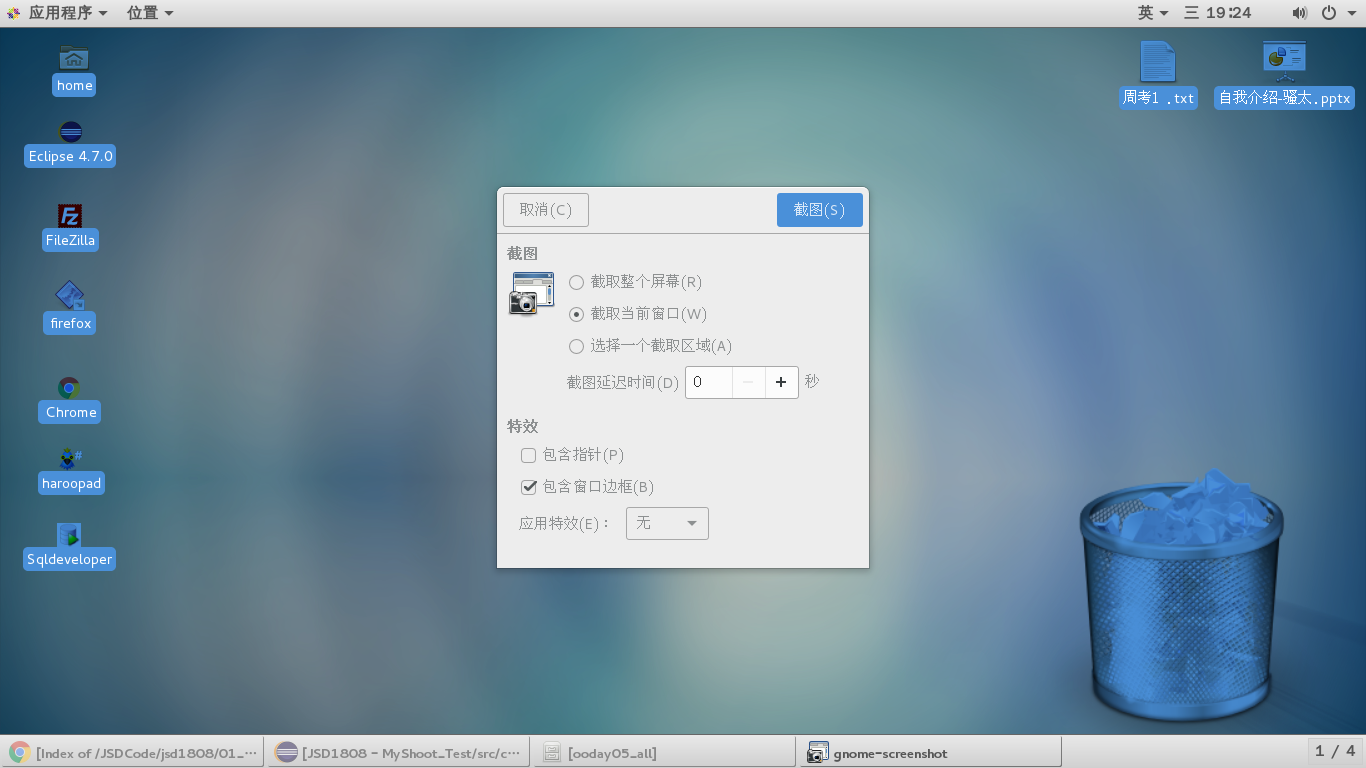 应用程序 位置 英 三 19:24
home
Eclipse 4.7.0
FileZilla
firefox
Chrome
haroopad
Sqldeveloper
周考1 .txt
自我介绍-骚太.pptx
取消(C) 截图(S)
截图
截取整个屏幕(R)
截取当前窗口(W)
选择一个截取区域(A)
截图延迟时间(D) 0 − + 秒
特效
包含指针(P)
包含窗口边框(B)
应用特效(E)： 无
[Index of /JSDCode/jsd1808/01_··· [JSD1808 - MyShoot_Test/src/c··· [ooday05_all] gnome-screenshot 1 / 4